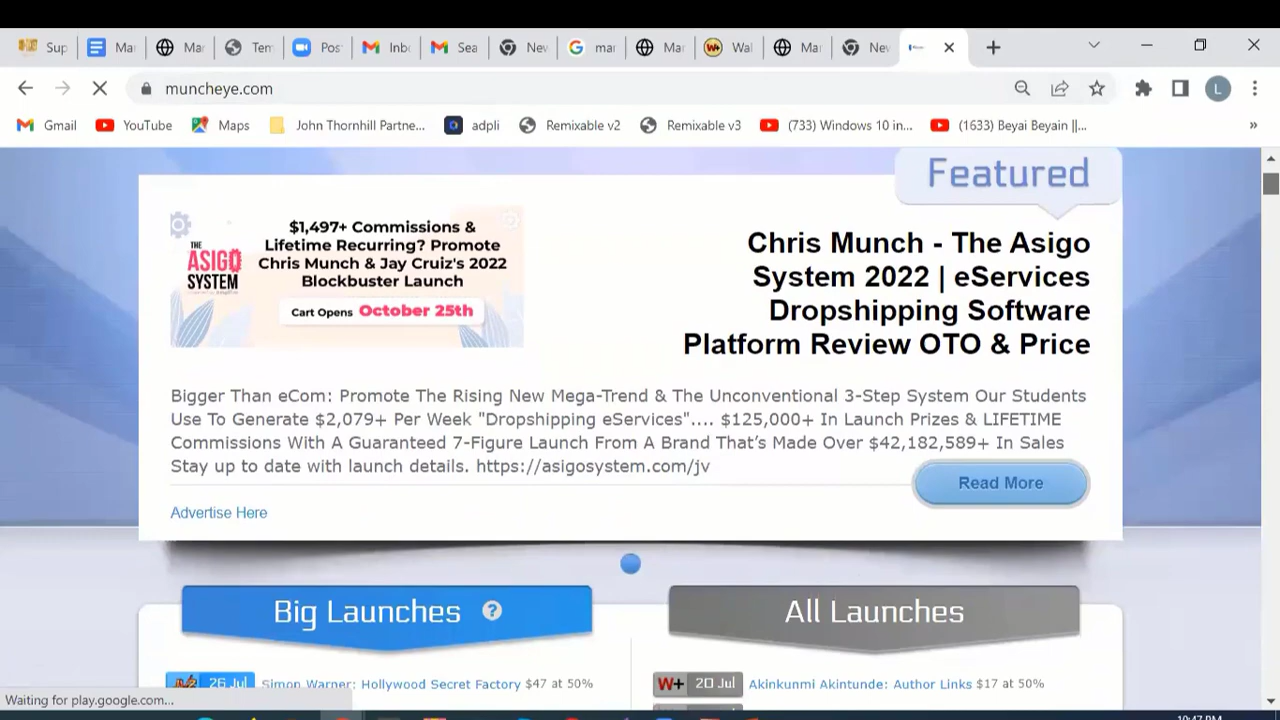 Sup
Mar
Mar
Ten
Pos
Inbo
Sea
Nev
mar
Mar
Wal
Mar
Nev
muncheye.com
L
Gmail
YouTube
Maps
John Thornhill Partne...
adpli
Remixable v2
Remixable v3
(733) Windows 10 in...
(1633) Beyai Beyain ||...
»
Featured
$1,497+ Commissions &
Lifetime Recurring? Promote
Chris Munch & Jay Cruiz's 2022
Blockbuster Launch
THE
ASIGO
SYSTEM
Cart Opens October 25th
Chris Munch - The Asigo
System 2022 | eServices
Dropshipping Software
Platform Review OTO & Price
Bigger Than eCom: Promote The Rising New Mega-Trend & The Unconventional 3-Step System Our Students
Use To Generate $2,079+ Per Week "Dropshipping eServices".... $125,000+ In Launch Prizes & LIFETIME
Commissions With A Guaranteed 7-Figure Launch From A Brand That’s Made Over $42,182,589+ In Sales
Stay up to date with launch details. https://asigosystem.com/jv
Read More
Advertise Here
Big Launches ?
All Launches
26 Jul Simon Warner: Hollywood Secret Factory $47 at 50%
W+ 20 Jul Akinkunmi Akintunde: Author Links $17 at 50%
Waiting for play.google.com...
10:47 PM